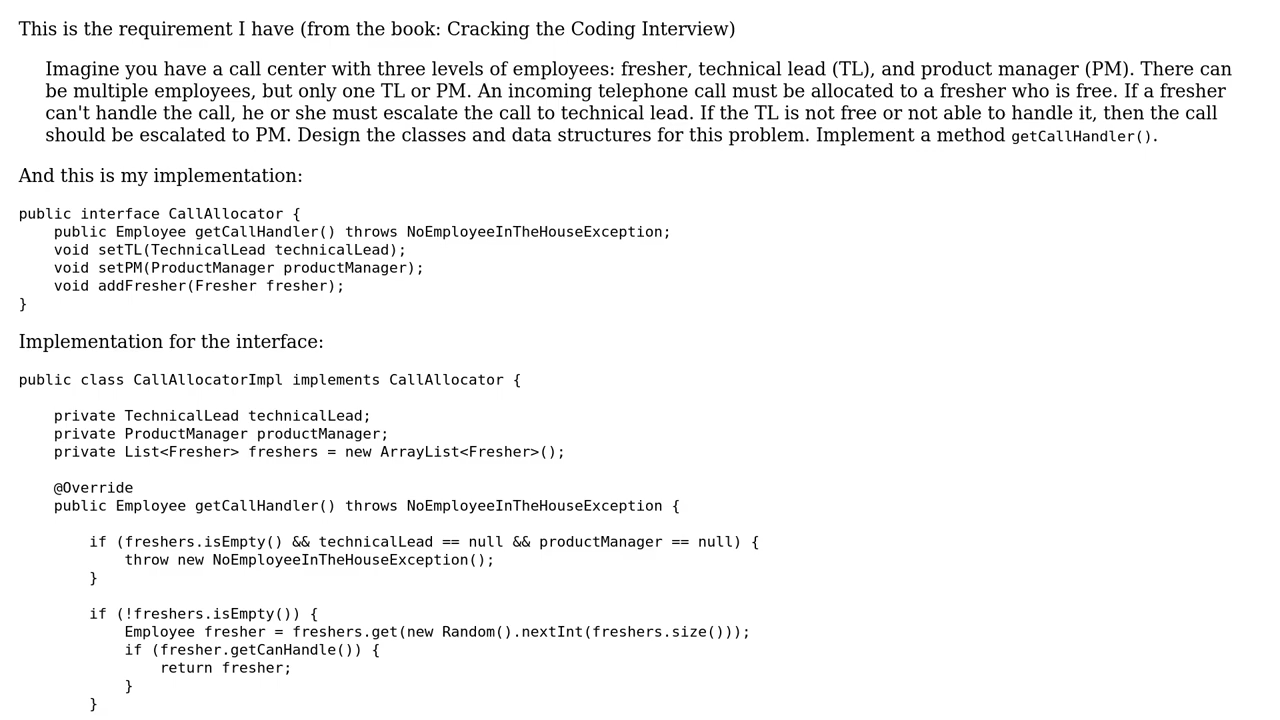 This is the requirement I have (from the book: Cracking the Coding Interview)
Imagine you have a call center with three levels of employees: fresher, technical lead (TL), and product manager (PM). There can
be multiple employees, but only one TL or PM. An incoming telephone call must be allocated to a fresher who is free. If a fresher
can't handle the call, he or she must escalate the call to technical lead. If the TL is not free or not able to handle it, then the call
should be escalated to PM. Design the classes and data structures for this problem. Implement a method getCallHandler().
And this is my implementation:
public interface CallAllocator {
    public Employee getCallHandler() throws NoEmployeeInTheHouseException;
    void setTL(TechnicalLead technicalLead);
    void setPM(ProductManager productManager);
    void addFresher(Fresher fresher);
}
Implementation for the interface:
public class CallAllocatorImpl implements CallAllocator {
    private TechnicalLead technicalLead;
    private ProductManager productManager;
    private List<Fresher> freshers = new ArrayList<Fresher>();
    @Override
    public Employee getCallHandler() throws NoEmployeeInTheHouseException {
        if (freshers.isEmpty() && technicalLead == null && productManager == null) {
            throw new NoEmployeeInTheHouseException();
        }
        if (!freshers.isEmpty()) {
            Employee fresher = freshers.get(new Random().nextInt(freshers.size()));
            if (fresher.getCanHandle()) {
                return fresher;
            }
        }